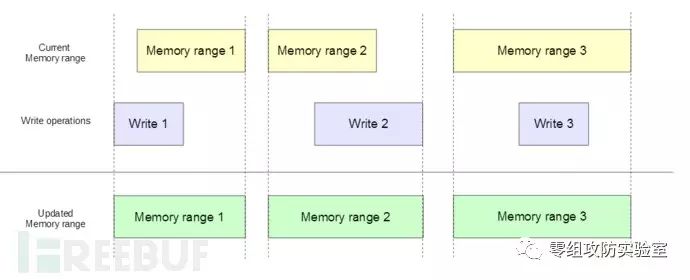 Current
Memory range
Memory range 1
Memory range 2
Memory range 3
Write operations
Write 1
Write 2
Write 3
Updated
Memory range
Memory range 1
Memory range 2
Memory range 3
FREEBUF
零组攻防实验室